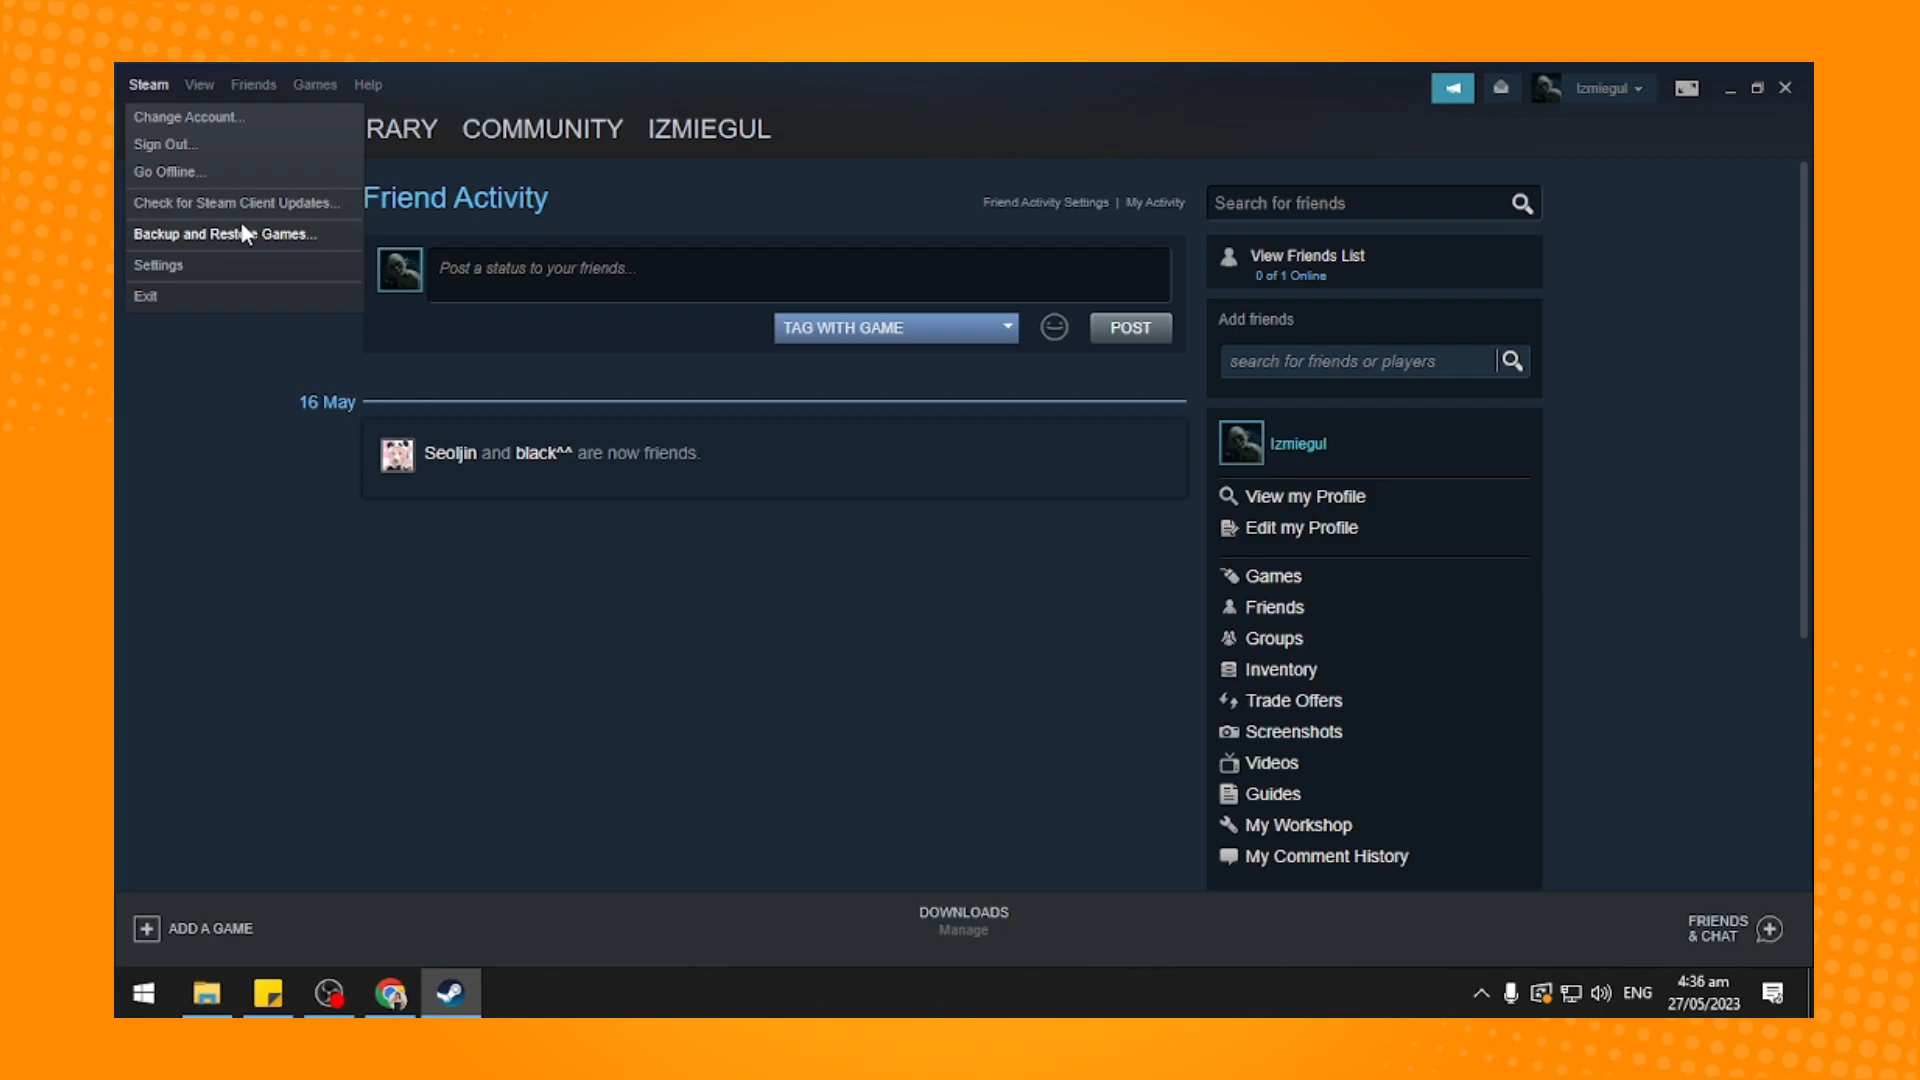 Steam View Friends Games Help
Izmiegul
Change Account...
Sign Out...
Go Offline...
Check for Steam Client Updates...
Backup and Restore Games...
Settings
Exit
RARY COMMUNITY IZMIEGUL
Friend Activity
Friend Activity Settings | My Activity
Post a status to your friends...
TAG WITH GAME
POST
16 May
Seoljin and black^^ are now friends.
Search for friends
View Friends List
0 of 1 Online
Add friends
search for friends or players
Izmiegul
View my Profile
Edit my Profile
Games
Friends
Groups
Inventory
Trade Offers
Screenshots
Videos
Guides
My Workshop
My Comment History
ADD A GAME
DOWNLOADS
Manage
FRIENDS
& CHAT
ENG
4:36 am
27/05/2023